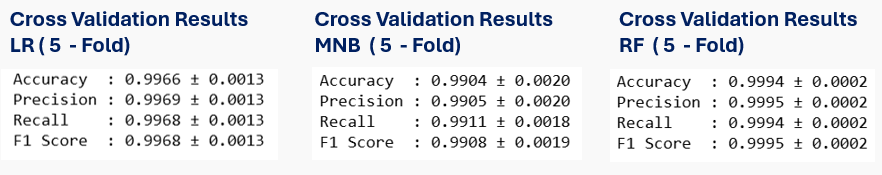 Cross Validation Results
LR ( 5 - Fold)
Accuracy : 0.9966 ± 0.0013
Precision : 0.9969 ± 0.0013
Recall : 0.9968 ± 0.0013
F1 Score : 0.9968 ± 0.0013
Cross Validation Results
MNB ( 5 - Fold)
Accuracy : 0.9904 ± 0.0020
Precision : 0.9905 ± 0.0020
Recall : 0.9911 ± 0.0018
F1 Score : 0.9908 ± 0.0019
Cross Validation Results
RF ( 5 - Fold)
Accuracy : 0.9994 ± 0.0002
Precision : 0.9995 ± 0.0002
Recall : 0.9994 ± 0.0002
F1 Score : 0.9995 ± 0.0002